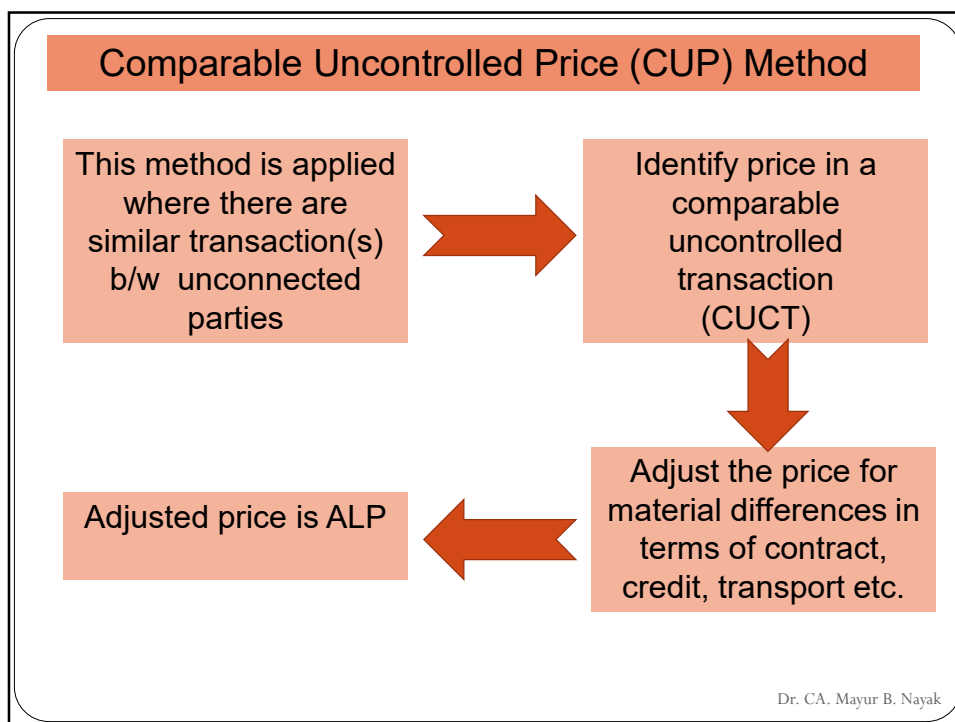 Comparable Uncontrolled Price (CUP) Method
This method is applied
where there are
similar transaction(s)
b/w unconnected
parties
Identify price in a
comparable
uncontrolled
transaction
(CUCT)
Adjust the price for
material differences in
terms of contract,
credit, transport etc.
Adjusted price is ALP
Dr. CA. Mayur B. Nayak